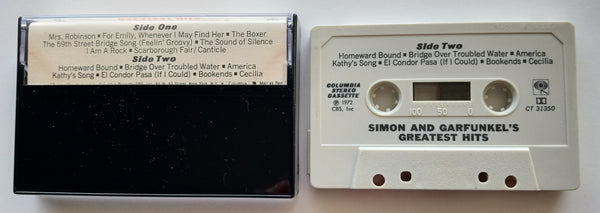 Side One
Mrs. Robinson ▪ For Emily, Whenever I May Find Her ▪ The Boxer
The 59th Street Bridge Song (Feelin' Groovy) ▪ The Sound of Silence
I Am A Rock ▪ Scarborough Fair/Canticle
Side Two
Homeward Bound ▪ Bridge Over Troubled Water ▪ America
Kathy's Song ▪ El Condor Pasa (If I Could) ▪ Bookends ▪ Cecilia
Side Two
Homeward Bound ▪ Bridge Over Troubled Water ▪ America
Kathy's Song ▪ El Condor Pasa (If I Could) ▪ Bookends ▪ Cecilia
COLUMBIA
STEREO
CASSETTE
℗ 1972
CBS, Inc
100 50 0
CT 31350
SIMON AND GARFUNKEL'S
GREATEST HITS